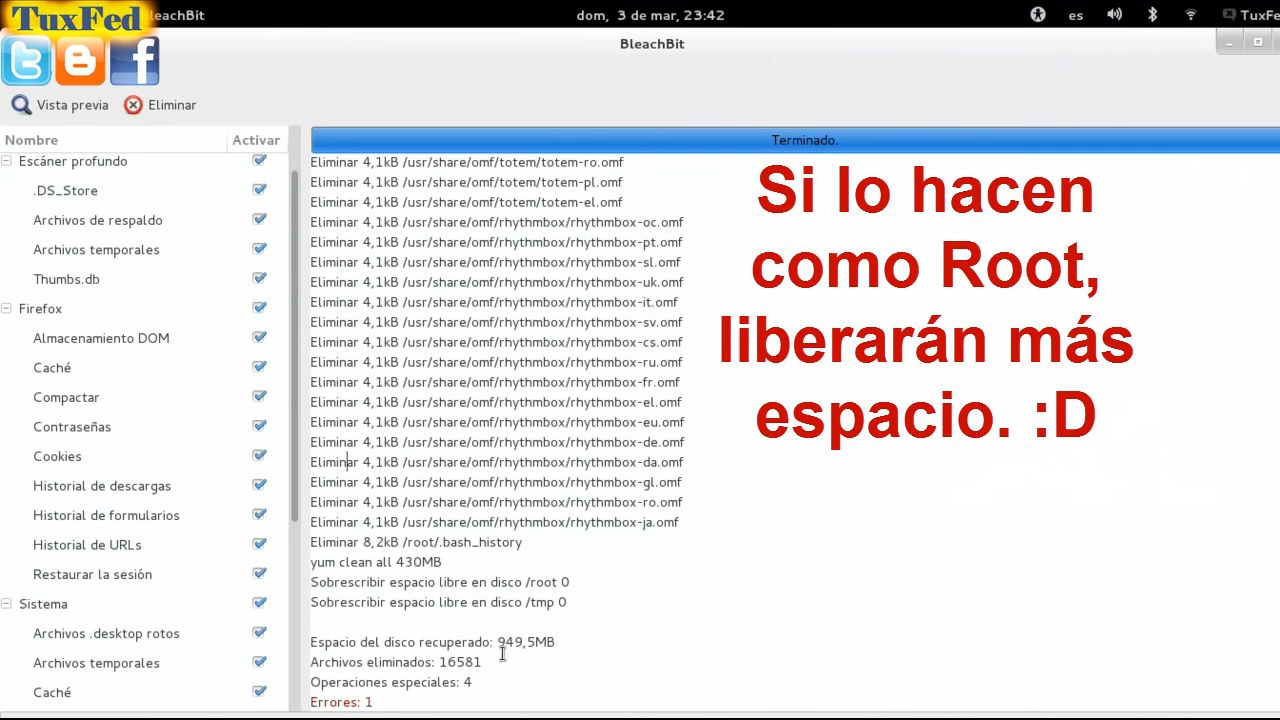 TuxFed
BleachBit
dom, 3 de mar, 23:42
es
TuxFe
BleachBit
Vista previa
Eliminar
Nombre
Activar
Escáner profundo
.DS_Store
Archivos de respaldo
Archivos temporales
Thumbs.db
Firefox
Almacenamiento DOM
Caché
Compactar
Contraseñas
Cookies
Historial de descargas
Historial de formularios
Historial de URLs
Restaurar la sesión
Sistema
Archivos .desktop rotos
Archivos temporales
Caché
Terminado.
Eliminar 4,1kB /usr/share/omf/totem/totem-ro.omf
Eliminar 4,1kB /usr/share/omf/totem/totem-pl.omf
Eliminar 4,1kB /usr/share/omf/totem/totem-el.omf
Eliminar 4,1kB /usr/share/omf/rhythmbox/rhythmbox-oc.omf
Eliminar 4,1kB /usr/share/omf/rhythmbox/rhythmbox-pt.omf
Eliminar 4,1kB /usr/share/omf/rhythmbox/rhythmbox-sl.omf
Eliminar 4,1kB /usr/share/omf/rhythmbox/rhythmbox-uk.omf
Eliminar 4,1kB /usr/share/omf/rhythmbox/rhythmbox-it.omf
Eliminar 4,1kB /usr/share/omf/rhythmbox/rhythmbox-sv.omf
Eliminar 4,1kB /usr/share/omf/rhythmbox/rhythmbox-cs.omf
Eliminar 4,1kB /usr/share/omf/rhythmbox/rhythmbox-ru.omf
Eliminar 4,1kB /usr/share/omf/rhythmbox/rhythmbox-fr.omf
Eliminar 4,1kB /usr/share/omf/rhythmbox/rhythmbox-el.omf
Eliminar 4,1kB /usr/share/omf/rhythmbox/rhythmbox-eu.omf
Eliminar 4,1kB /usr/share/omf/rhythmbox/rhythmbox-de.omf
Eliminar 4,1kB /usr/share/omf/rhythmbox/rhythmbox-da.omf
Eliminar 4,1kB /usr/share/omf/rhythmbox/rhythmbox-gl.omf
Eliminar 4,1kB /usr/share/omf/rhythmbox/rhythmbox-ro.omf
Eliminar 4,1kB /usr/share/omf/rhythmbox/rhythmbox-ja.omf
Eliminar 8,2kB /root/.bash_history
yum clean all 430MB
Sobrescribir espacio libre en disco /root 0
Sobrescribir espacio libre en disco /tmp 0
Espacio del disco recuperado: 949,5MB
Archivos eliminados: 16581
Operaciones especiales: 4
Errores: 1
Si lo hacen
como Root,
liberarán más
espacio. :D